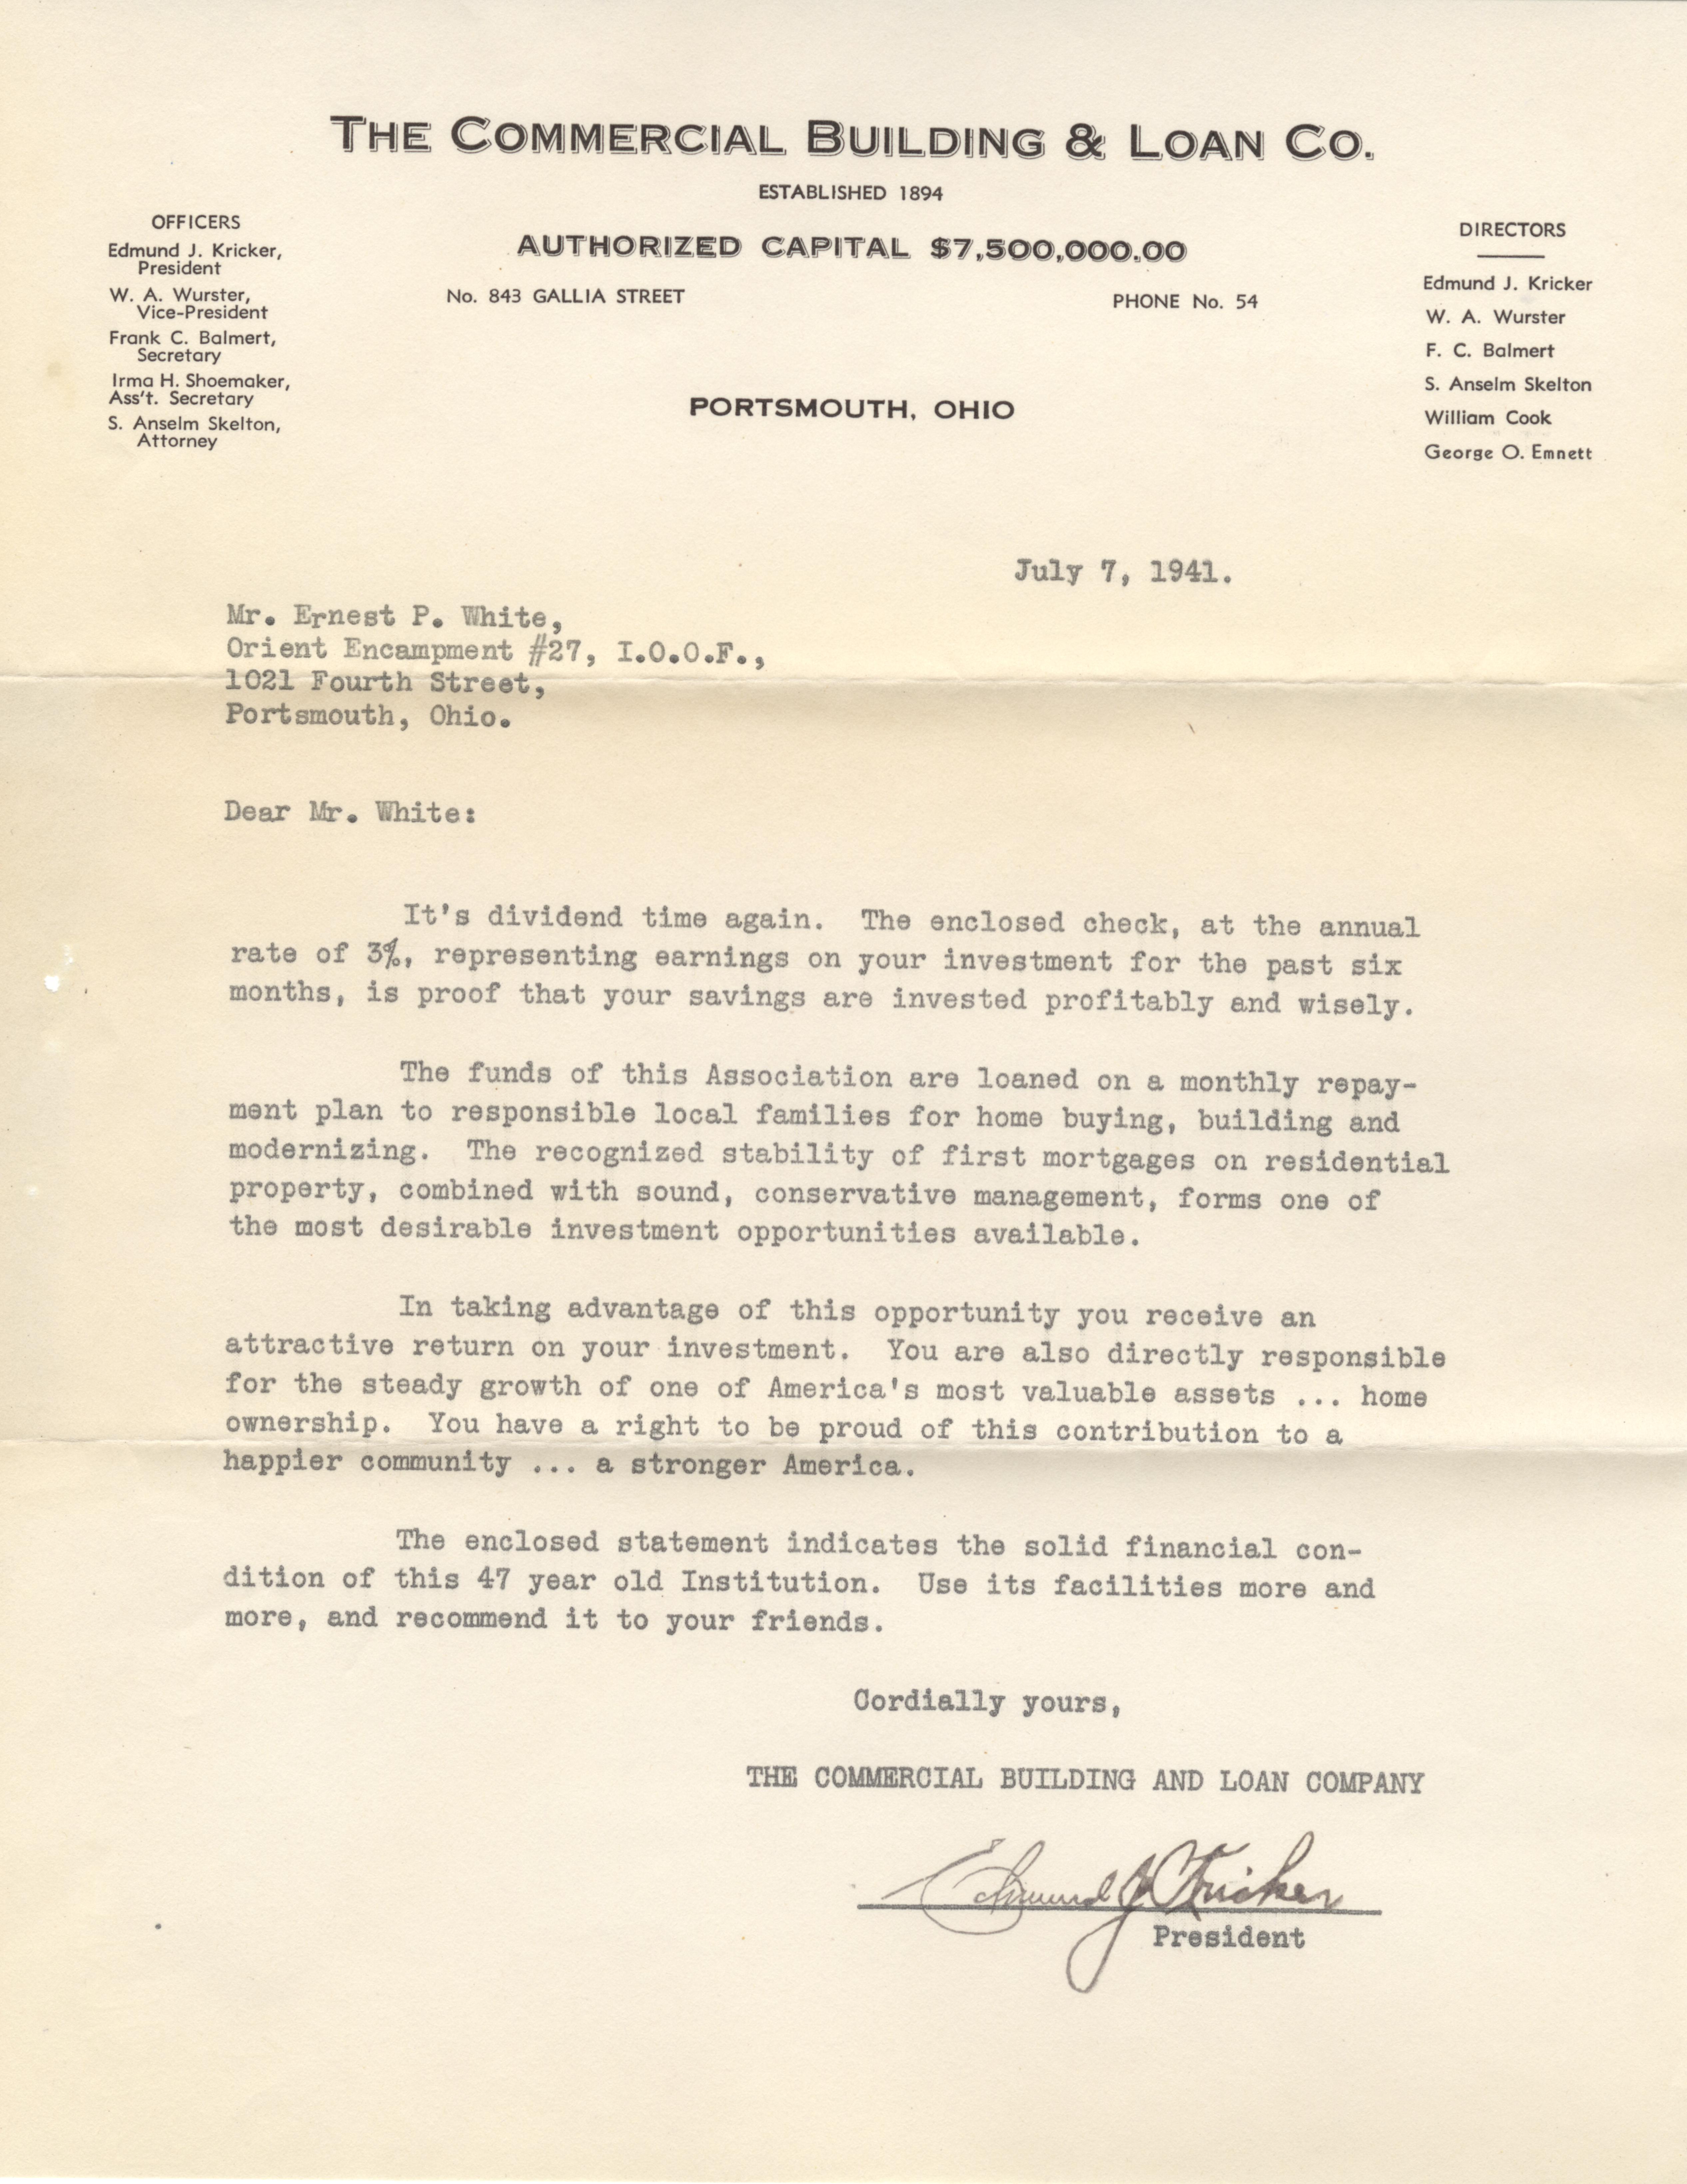 THE COMMERCIAL BUILDING & LOAN CO.
ESTABLISHED 1894
AUTHORIZED CAPITAL $7,500,000.00
No. 843 GALLIA STREET
PHONE No. 54
PORTSMOUTH, OHIO
OFFICERS
Edmund J. Kricker,
President
W. A. Wurster,
Vice-President
Frank C. Balmert,
Secretary
Irma H. Shoemaker,
Ass't. Secretary
S. Anselm Skelton,
Attorney
DIRECTORS
Edmund J. Kricker
W. A. Wurster
F. C. Balmert
S. Anselm Skelton
William Cook
George O. Emnett
July 7, 1941.
Mr. Ernest P. White,
Orient Encampment #27, I.O.O.F.,
1021 Fourth Street,
Portsmouth, Ohio.
Dear Mr. White:
It's dividend time again. The enclosed check, at the annual
rate of 3%, representing earnings on your investment for the past six
months, is proof that your savings are invested profitably and wisely.
The funds of this Association are loaned on a monthly repay-
ment plan to responsible local families for home buying, building and
modernizing. The recognized stability of first mortgages on residential
property, combined with sound, conservative management, forms one of
the most desirable investment opportunities available.
In taking advantage of this opportunity you receive an
attractive return on your investment. You are also directly responsible
for the steady growth of one of America's most valuable assets ... home
ownership. You have a right to be proud of this contribution to a
happier community ... a stronger America.
The enclosed statement indicates the solid financial con-
dition of this 47 year old Institution. Use its facilities more and
more, and recommend it to your friends.
Cordially yours,
THE COMMERCIAL BUILDING AND LOAN COMPANY
Edmund J Kricker
President